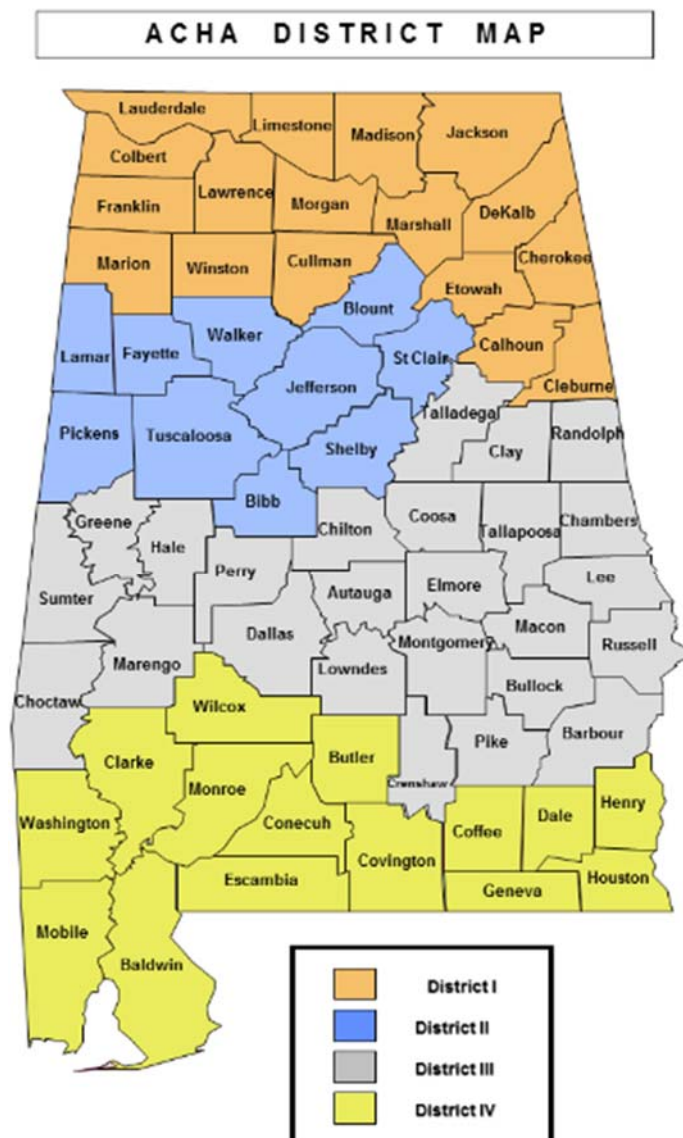 ACHA DISTRICT MAP
Lauderdale
Limestone
Madison
Jackson
Colbert
Lawrence
Franklin
Morgan
Marshall
DeKalb
Marion
Winston
Cullman
Cherokee
Etowah
Blount
Walker
Lamar
Fayette
St Clair
Calhoun
Jefferson
Cleburne
Talladega
Pickens
Tuscaloosa
Randolph
Shelby
Clay
Bibb
Greene
Chilton
Coosa
Tallapoosa
Chambers
Hale
Perry
Sumter
Autauga
Elmore
Lee
Macon
Dallas
Montgomery
Russell
Marengo
Lowndes
Bullock
Choctaw
Wilcox
Barbour
Pike
Butler
Clarke
Crenshaw
Monroe
Henry
Dale
Washington
Conecuh
Coffee
Covington
Escambia
Geneva
Houston
Mobile
Baldwin
District I
District II
District III
District IV